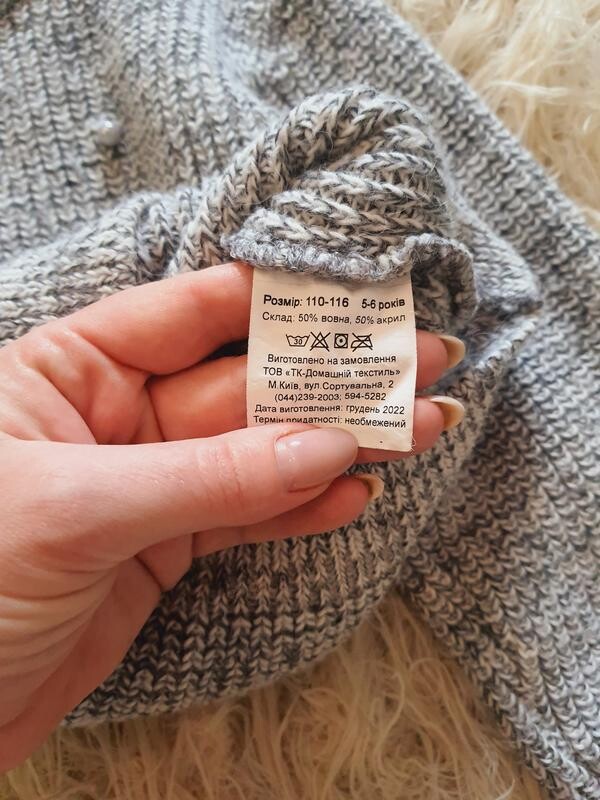 Розмір: 110-116 5-6 років
Склад: 50% вовна, 50% акрил
30
Виготовлено на замовлення
ТОВ «ТК-Домашній текстиль»
М.Київ, вул.Сортувальна, 2
(044)239-2003; 594-5282
Дата виготовлення: грудень 2022
Термін придатності: необмежений